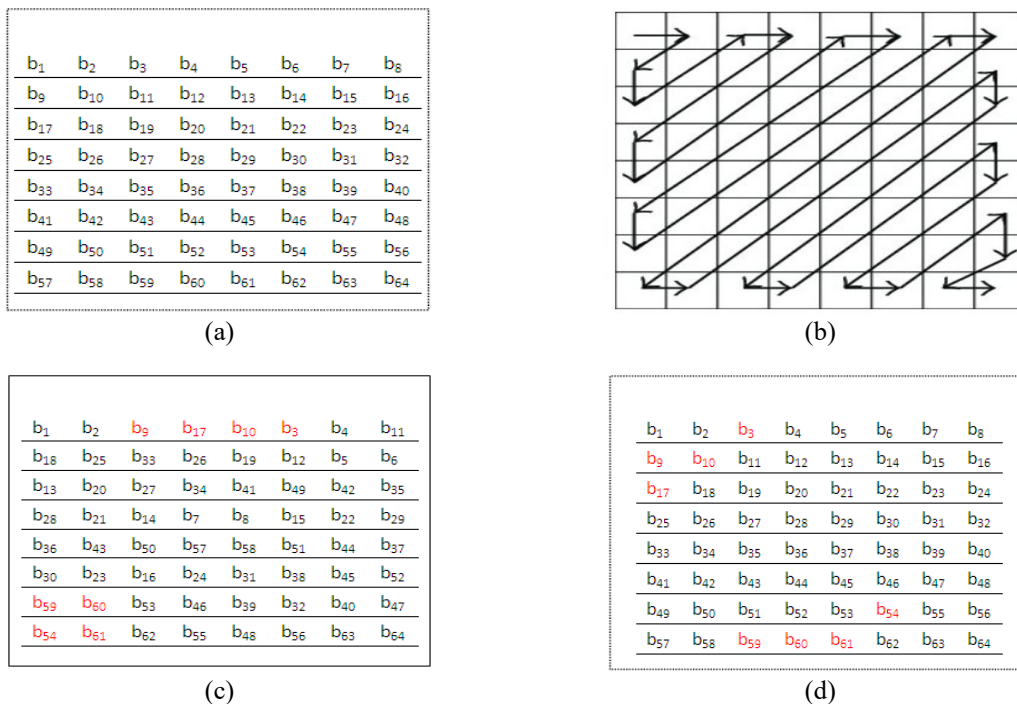 b₁ b₂ b₃ b₄ b₅ b₆ b₇ b₈
b₉ b₁₀ b₁₁ b₁₂ b₁₃ b₁₄ b₁₅ b₁₆
b₁₇ b₁₈ b₁₉ b₂₀ b₂₁ b₂₂ b₂₃ b₂₄
b₂₅ b₂₆ b₂₇ b₂₈ b₂₉ b₃₀ b₃₁ b₃₂
b₃₃ b₃₄ b₃₅ b₃₆ b₃₇ b₃₈ b₃₉ b₄₀
b₄₁ b₄₂ b₄₃ b₄₄ b₄₅ b₄₆ b₄₇ b₄₈
b₄₉ b₅₀ b₅₁ b₅₂ b₅₃ b₅₄ b₅₅ b₅₆
b₅₇ b₅₈ b₅₉ b₆₀ b₆₁ b₆₂ b₆₃ b₆₄
(a)
(b)
b₁ b₂ b₉ b₁₇ b₁₀ b₃ b₄ b₁₁
b₁₈ b₂₅ b₃₃ b₂₆ b₁₉ b₁₂ b₅ b₆
b₁₃ b₂₀ b₂₇ b₃₄ b₄₁ b₄₉ b₄₂ b₃₅
b₂₈ b₂₁ b₁₄ b₇ b₈ b₁₅ b₂₂ b₂₉
b₃₆ b₄₃ b₅₀ b₅₇ b₅₈ b₅₁ b₄₄ b₃₇
b₃₀ b₂₃ b₁₆ b₂₄ b₃₁ b₃₈ b₄₅ b₅₂
b₅₉ b₆₀ b₅₃ b₄₆ b₃₉ b₃₂ b₄₀ b₄₇
b₅₄ b₆₁ b₆₂ b₅₅ b₄₈ b₅₆ b₆₃ b₆₄
(c)
b₁ b₂ b₃ b₄ b₅ b₆ b₇ b₈
b₉ b₁₀ b₁₁ b₁₂ b₁₃ b₁₄ b₁₅ b₁₆
b₁₇ b₁₈ b₁₉ b₂₀ b₂₁ b₂₂ b₂₃ b₂₄
b₂₅ b₂₆ b₂₇ b₂₈ b₂₉ b₃₀ b₃₁ b₃₂
b₃₃ b₃₄ b₃₅ b₃₆ b₃₇ b₃₈ b₃₉ b₄₀
b₄₁ b₄₂ b₄₃ b₄₄ b₄₅ b₄₆ b₄₇ b₄₈
b₄₉ b₅₀ b₅₁ b₅₂ b₅₃ b₅₄ b₅₅ b₅₆
b₅₇ b₅₈ b₅₉ b₆₀ b₆₁ b₆₂ b₆₃ b₆₄
(d)